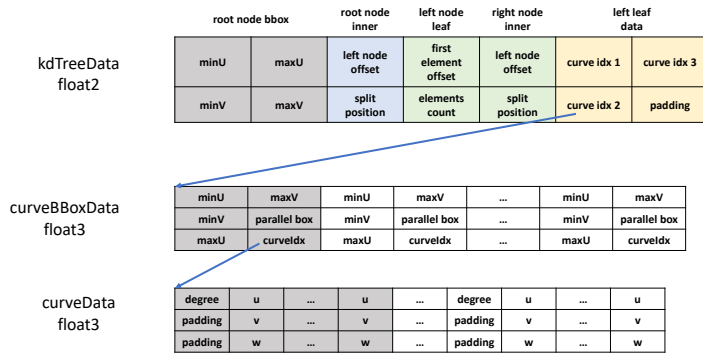 root node bbox
root node
inner
left node
leaf
right node
inner
left leaf
data
kdTreeData
float2
minU
maxU
left node
offset
first
element
offset
left node
offset
curve idx 1
curve idx 3
minV
maxV
split
position
elements
count
split
position
curve idx 2
padding
curveBBoxData
float3
minU
maxV
minU
maxV
...
minU
maxV
minV
parallel box
minV
parallel box
...
minV
parallel box
maxU
curveIdx
maxU
curveIdx
...
maxU
curveIdx
curveData
float3
degree
u
...
u
...
degree
u
...
u
padding
v
...
v
...
padding
v
...
v
padding
w
...
w
...
padding
w
...
w